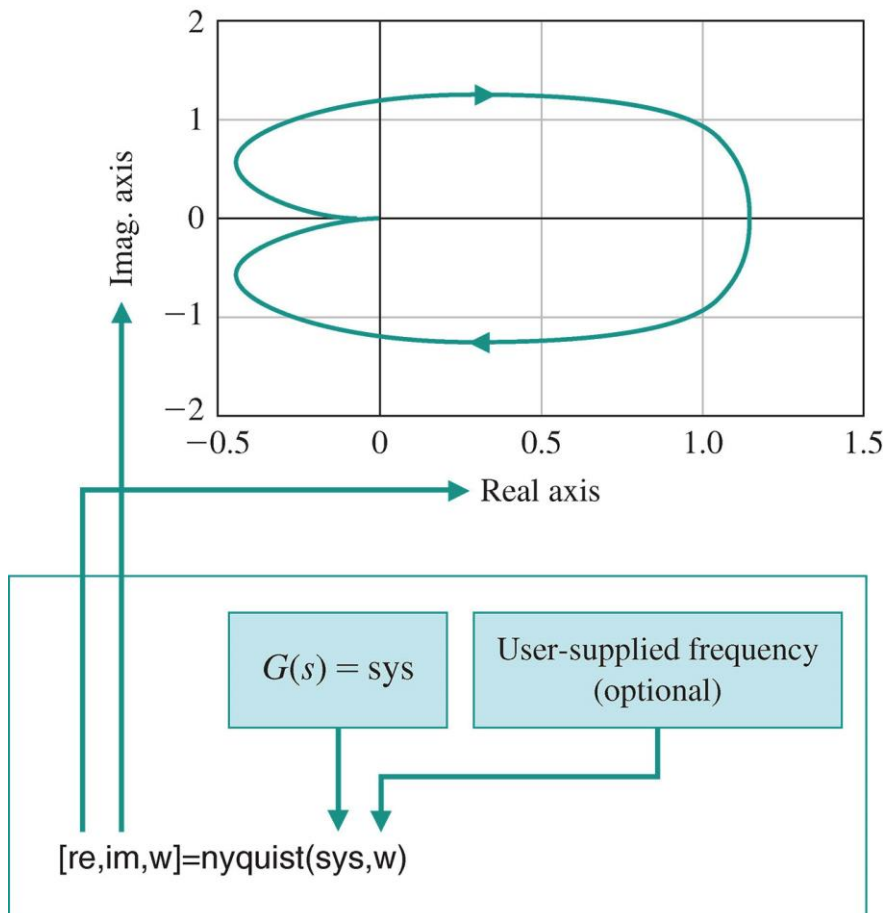 2
1
Imag. axis
0
−1
−2
−0.5 0 0.5 1.0 1.5
Real axis
G(s) = sys
User-supplied frequency
(optional)
[re,im,w]=nyquist(sys,w)